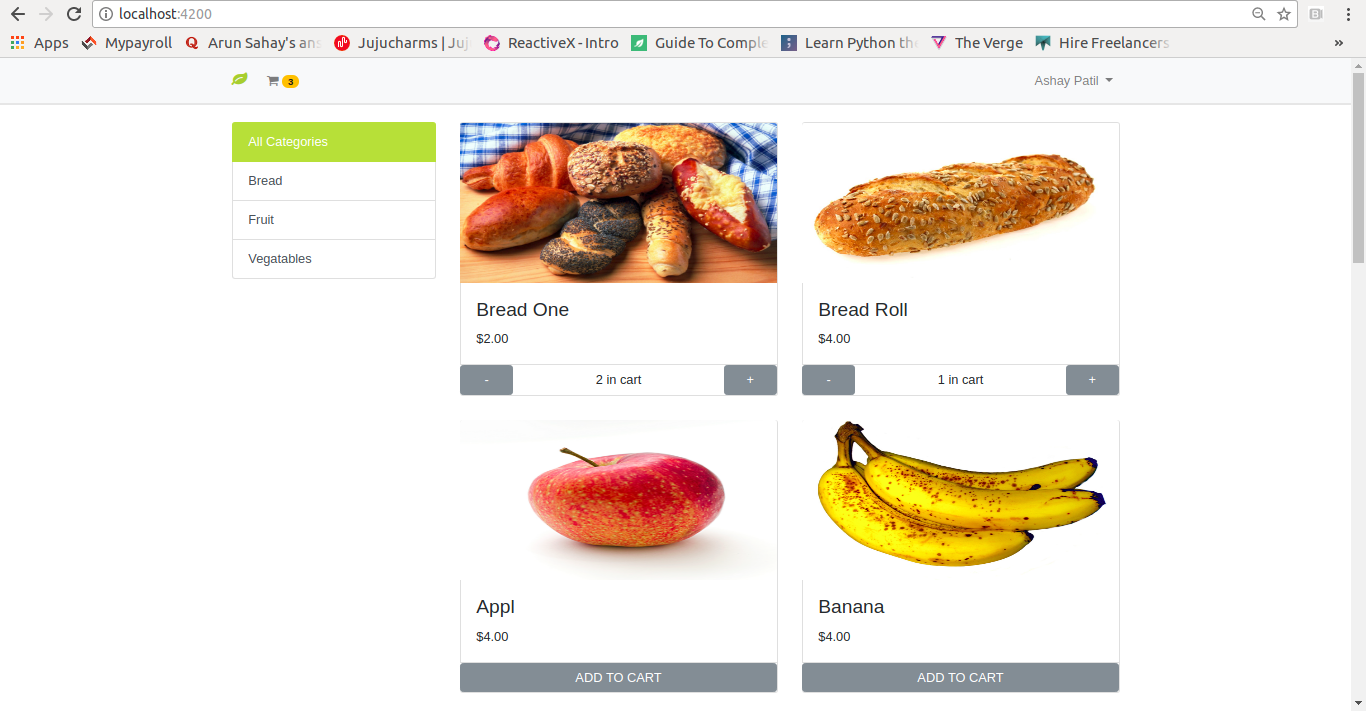 localhost:4200
Apps Mypayroll Arun Sahay's ans Jujucharms | Juj ReactiveX - Intro Guide To Comple Learn Python th The Verge Hire Freelancers »
3 Ashay Patil
All Categories
Bread
Fruit
Vegatables
Bread One
$2.00
- 2 in cart +
Bread Roll
$4.00
- 1 in cart +
Appl
$4.00
ADD TO CART
Banana
$4.00
ADD TO CART